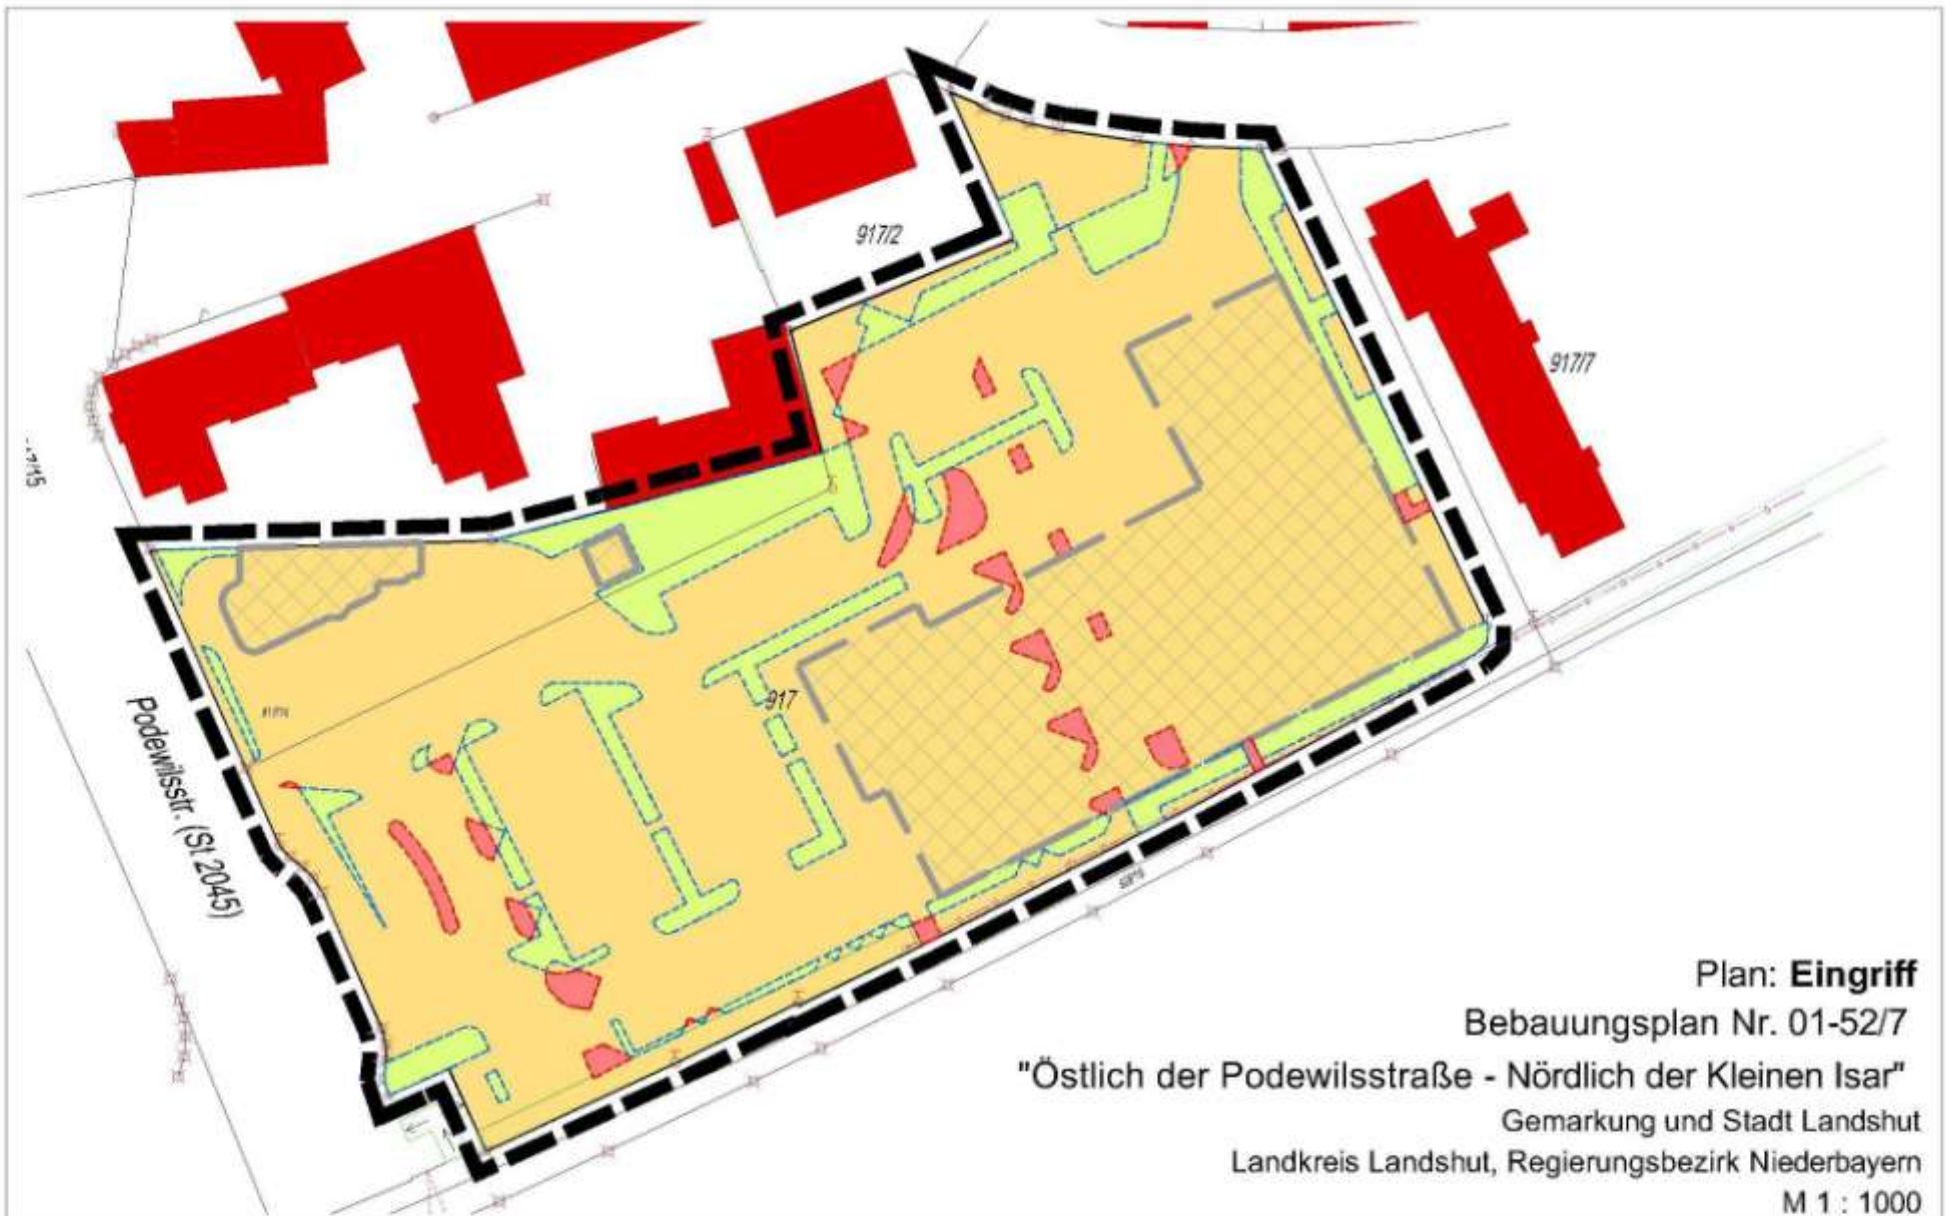 917/2
917/7
917
Podewilsstr. (St 2045)
Plan: Eingriff
Bebauungsplan Nr. 01-52/7
"Östlich der Podewilsstraße - Nördlich der Kleinen Isar"
Gemarkung und Stadt Landshut
Landkreis Landshut, Regierungsbezirk Niederbayern
M 1 : 1000